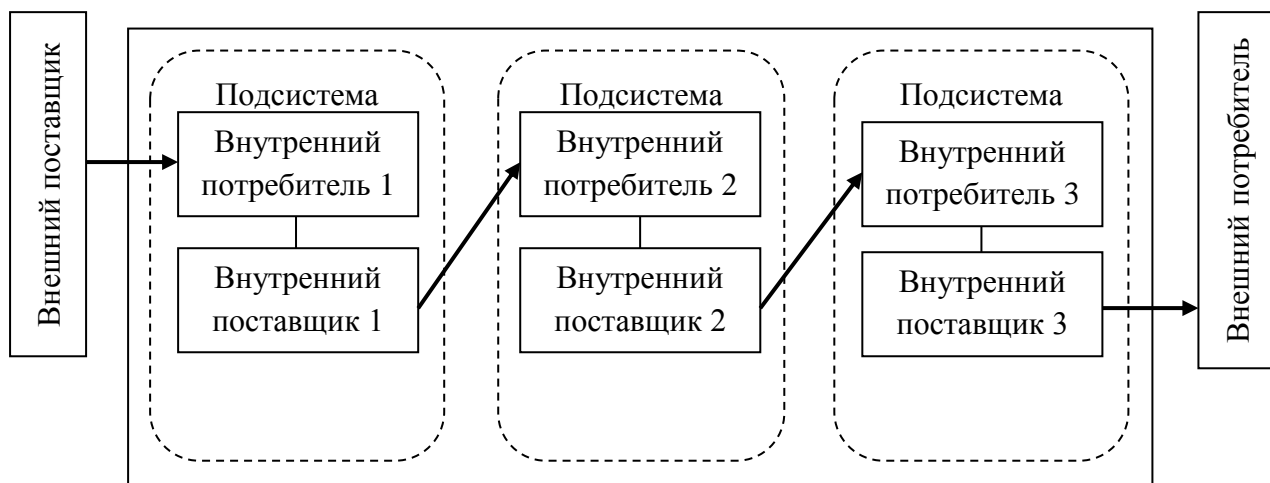 Внешний поставщик
Подсистема
Внутренний
потребитель 1
Внутренний
поставщик 1
Подсистема
Внутренний
потребитель 2
Внутренний
поставщик 2
Подсистема
Внутренний
потребитель 3
Внутренний
поставщик 3
Внешний потребитель